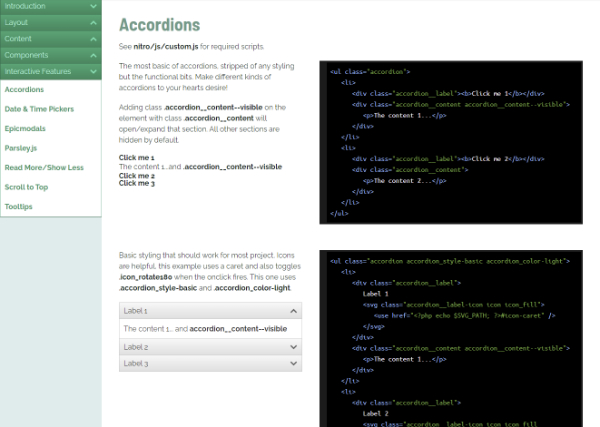 Introduction
Layout
Content
Components
Interactive Features
Accordions
Date & Time Pickers
Epicmodals
Parsley.js
Read More/Show Less
Scroll to Top
Tooltips
Accordions
See nitro/js/custom.js for required scripts.
The most basic of accordions, stripped of any styling
but the functional bits. Make different kinds of
accordions to your hearts desire!
Adding class .accordion__content--visible on the
element with class .accordion__content will
open/expand that section. All other sections are
hidden by default.
Click me 1
The content 1...and .accordion__content--visible
Click me 2
Click me 3
<ul class="accordion">
<li>
<div class="accordion__label"><b>Click me 1</b></div>
<div class="accordion__content accordion__content--visible">
<p>The content 1...</p>
</div>
</li>
<li>
<div class="accordion__label"><b>Click me 2</b></div>
<div class="accordion__content">
<p>The content 2...</p>
</div>
</li>
</ul>
Basic styling that should work for most project. Icons
are helpful, this example uses a caret and also toggles
.icon_rotate180 when the onclick fires. This one uses
.accordion_style-basic and .accordion_color-light
Label 1
The content 1... and accordion__content--visible
Label 2
Label 3
<ul class="accordion accordion_style-basic accordion_color-light">
<li>
<div class="accordion__label">
Label 1
<svg class="accordion__label-icon icon icon_fill">
<use href="<?php echo $SVG_PATH; ?>#icon-caret" />
</svg>
</div>
<div class="accordion__content accordion__content--visible">
<p>The content 1...</p>
</div>
</li>
<li>
<div class="accordion__label">
Label 2
<svg class="accordion__label-icon icon icon_fill